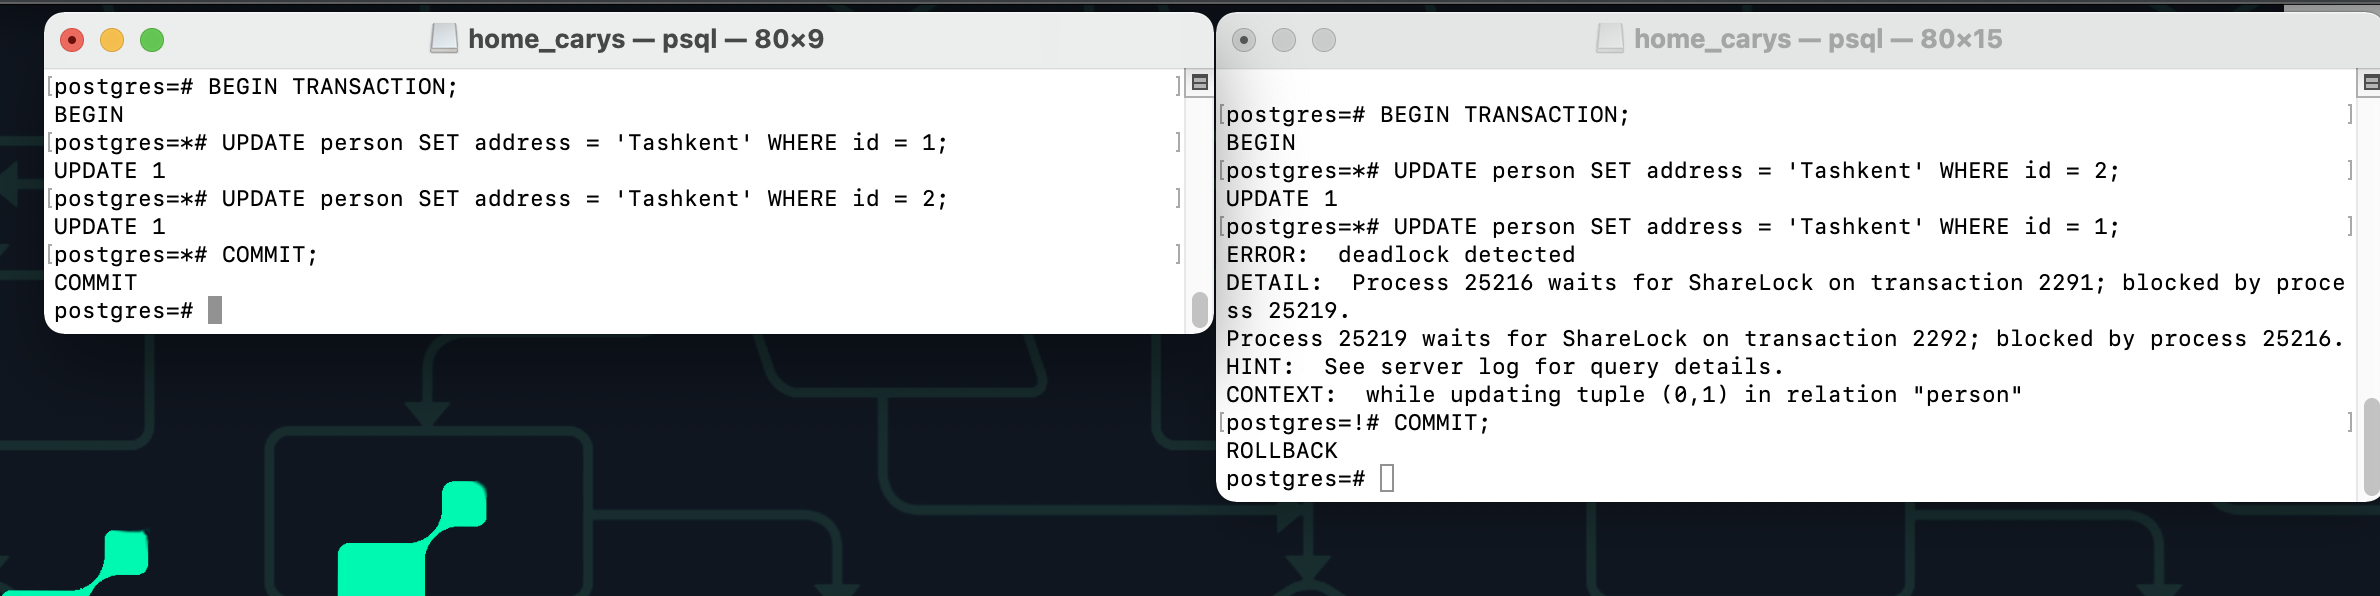 home_carys — psql — 80×9
postgres=# BEGIN TRANSACTION;
BEGIN
postgres=*# UPDATE person SET address = 'Tashkent' WHERE id = 1;
UPDATE 1
postgres=*# UPDATE person SET address = 'Tashkent' WHERE id = 2;
UPDATE 1
postgres=*# COMMIT;
COMMIT
postgres=#
home_carys — psql — 80×15
postgres=# BEGIN TRANSACTION;
BEGIN
postgres=*# UPDATE person SET address = 'Tashkent' WHERE id = 2;
UPDATE 1
postgres=*# UPDATE person SET address = 'Tashkent' WHERE id = 1;
ERROR:  deadlock detected
DETAIL:  Process 25216 waits for ShareLock on transaction 2291; blocked by proce
ss 25219.
Process 25219 waits for ShareLock on transaction 2292; blocked by process 25216.
HINT:  See server log for query details.
CONTEXT:  while updating tuple (0,1) in relation "person"
postgres=!# COMMIT;
ROLLBACK
postgres=#